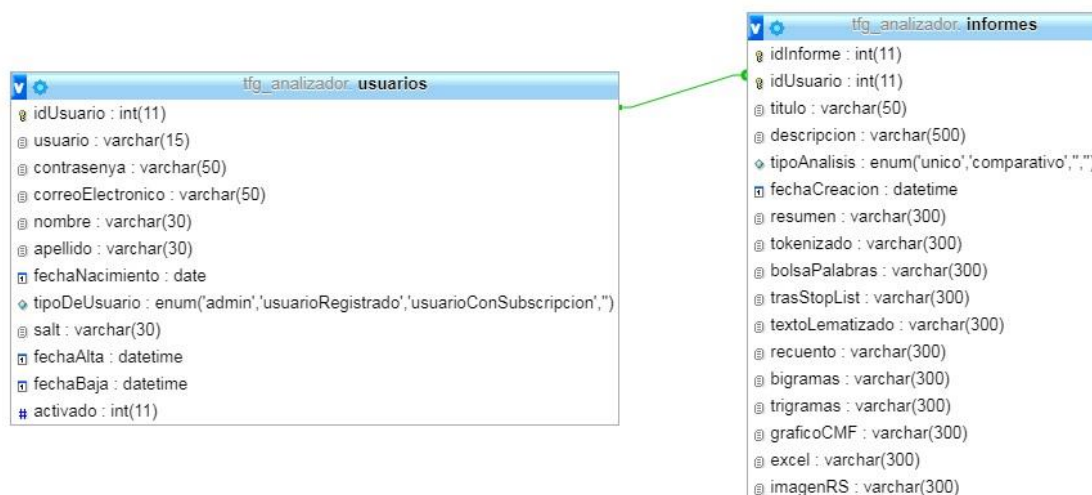 tfg_analizador. usuarios
idUsuario : int(11)
usuario : varchar(15)
contrasenya : varchar(50)
correoElectronico : varchar(50)
nombre : varchar(30)
apellido : varchar(30)
fechaNacimiento : date
tipoDeUsuario : enum('admin','usuarioRegistrado','usuarioConSubscripcion','')
salt : varchar(30)
fechaAlta : datetime
fechaBaja : datetime
# activado : int(11)
tfg_analizador. informes
idInforme : int(11)
idUsuario : int(11)
titulo : varchar(50)
descripcion : varchar(500)
tipoAnalisis : enum('unico','comparativo','','')
fechaCreacion : datetime
resumen : varchar(300)
tokenizado : varchar(300)
bolsaPalabras : varchar(300)
trasStopList : varchar(300)
textoLematizado : varchar(300)
recuento : varchar(300)
bigramas : varchar(300)
trigramas : varchar(300)
graficoCMF : varchar(300)
excel : varchar(300)
imagenRS : varchar(300)